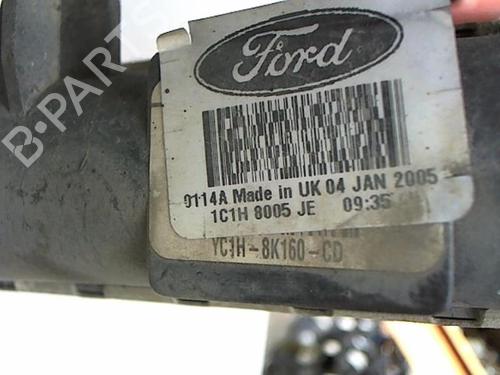 B-PARTS
Ford
0114A Made in UK 04 JAN 2005
1C1H 8005 JE 09:35
YC1H-8K160-CD